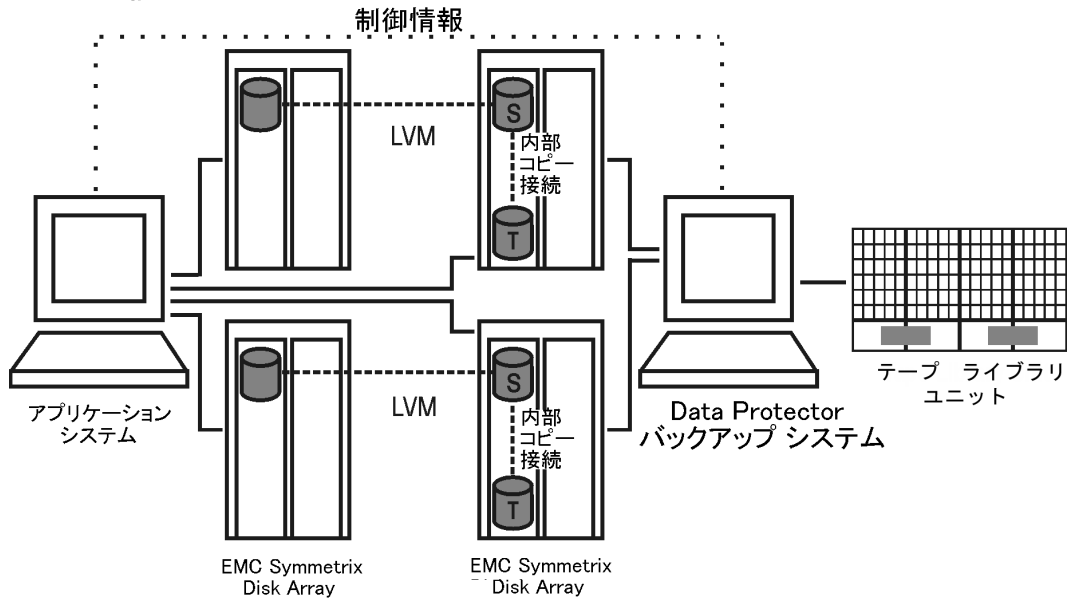 制御情報
LVM
S
内部
コピー
接続
T
アプリケーション
システム
LVM
S
内部
コピー
接続
T
Data Protector
バックアップ システム
テープ ライブラリ
ユニット
EMC Symmetrix
Disk Array
EMC Symmetrix
Disk Array